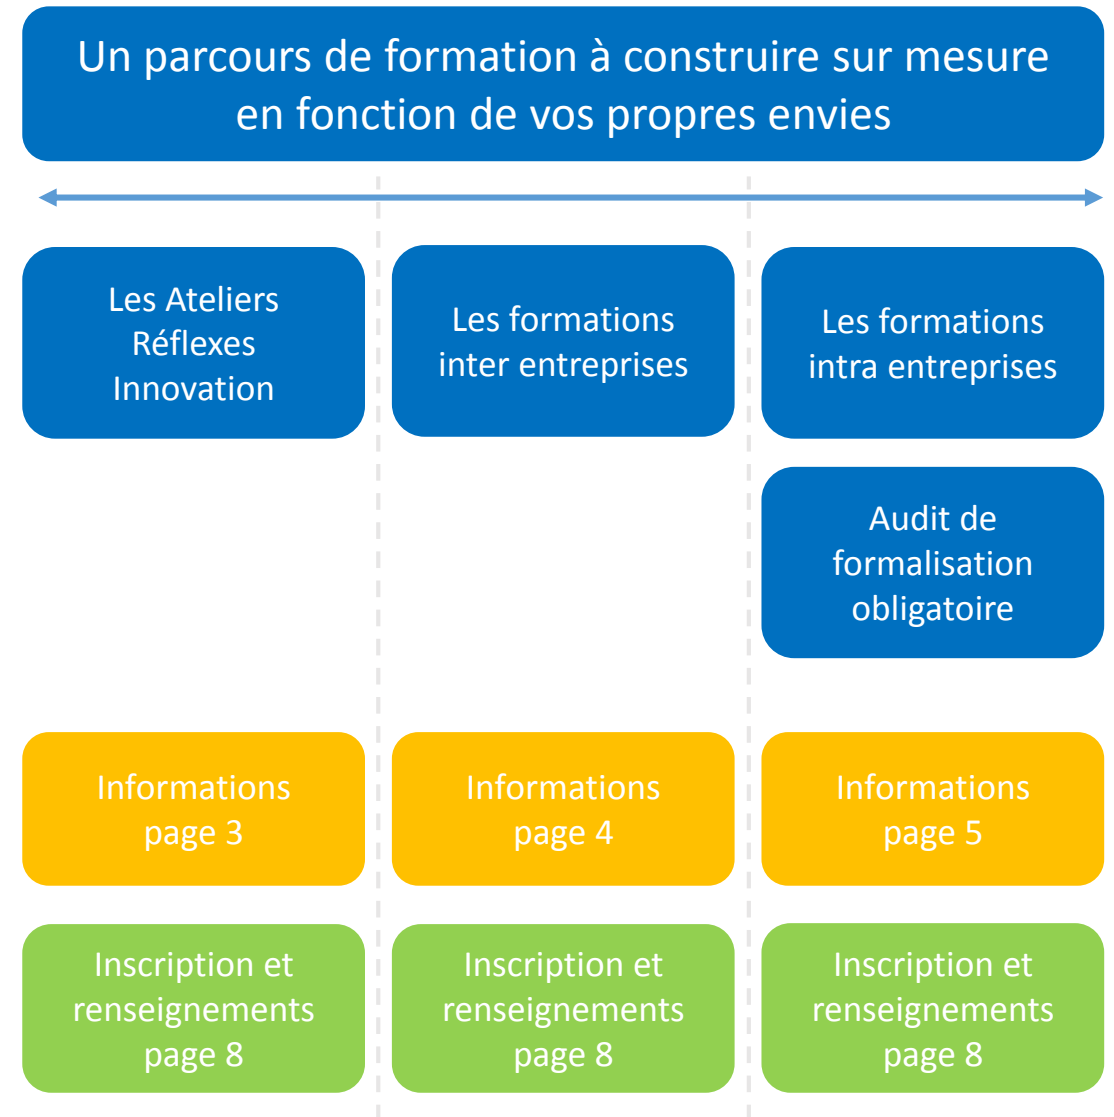 Un parcours de formation à construire sur mesure
en fonction de vos propres envies
Les Ateliers
Réflexes
Innovation
Les formations
inter entreprises
Les formations
intra entreprises
Audit de
formalisation
obligatoire
Informations
page 3
Informations
page 4
Informations
page 5
Inscription et
renseignements
page 8
Inscription et
renseignements
page 8
Inscription et
renseignements
page 8